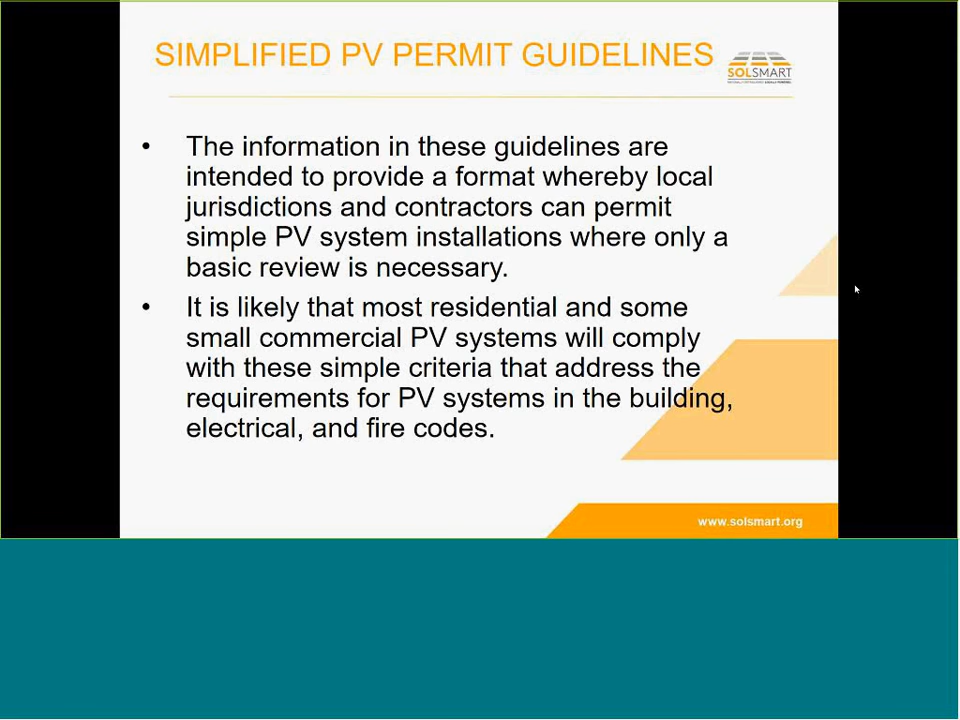 SIMPLIFIED PV PERMIT GUIDELINES
SOLSMART
• The information in these guidelines are
intended to provide a format whereby local
jurisdictions and contractors can permit
simple PV system installations where only a
basic review is necessary.
• It is likely that most residential and some
small commercial PV systems will comply
with these simple criteria that address the
requirements for PV systems in the building,
electrical, and fire codes.
www.solsmart.org